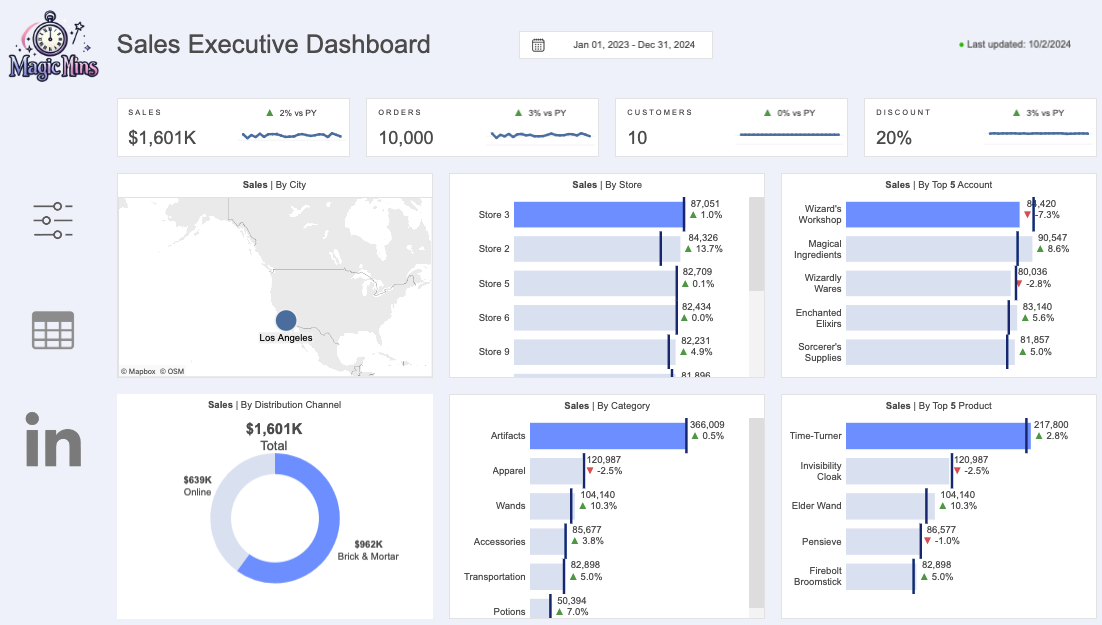 Magic Mins
Sales Executive Dashboard
Jan 01, 2023 - Dec 31, 2024
Last updated: 10/2/2024
SALES
▲ 2% vs PY
$1,601K
ORDERS
▲ 3% vs PY
10,000
CUSTOMERS
▲ 0% vs PY
10
DISCOUNT
▲ 3% vs PY
20%
Sales | By City
Los Angeles
© Mapbox © OSM
Sales | By Store
Store 3
87,051
▲ 1.0%
Store 2
84,326
▲ 13.7%
Store 5
82,709
▲ 0.1%
Store 6
82,434
▲ 0.0%
Store 9
82,231
▲ 4.9%
81,896
Sales | By Top 5 Account
Wizard's
Workshop
84,420
▼ -7.3%
Magical
Ingredients
90,547
▲ 8.6%
Wizardly
Wares
80,036
▼ -2.8%
Enchanted
Elixirs
83,140
▲ 5.6%
Sorcerer's
Supplies
81,857
▲ 5.0%
Sales | By Distribution Channel
$1,601K
Total
$639K
Online
$962K
Brick & Mortar
in
Sales | By Category
Artifacts
366,009
▲ 0.5%
Apparel
120,987
▼ -2.5%
Wands
104,140
▲ 10.3%
Accessories
85,677
▲ 3.8%
Transportation
82,898
▲ 5.0%
Potions
50,394
▲ 7.0%
Sales | By Top 5 Product
Time-Turner
217,800
▲ 2.8%
Invisibility
Cloak
120,987
▼ -2.5%
Elder Wand
104,140
▲ 10.3%
Pensieve
86,577
▼ -1.0%
Firebolt
Broomstick
82,898
▲ 5.0%